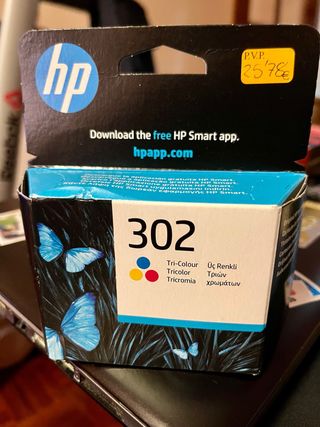 hp
P.V.P.
25'78€
Download the free HP Smart app.
hpapp.com
302
Tri-Colour
Tricolor
Tricromia
Üç Renkli
Τριών
χρωμάτων
Reebok